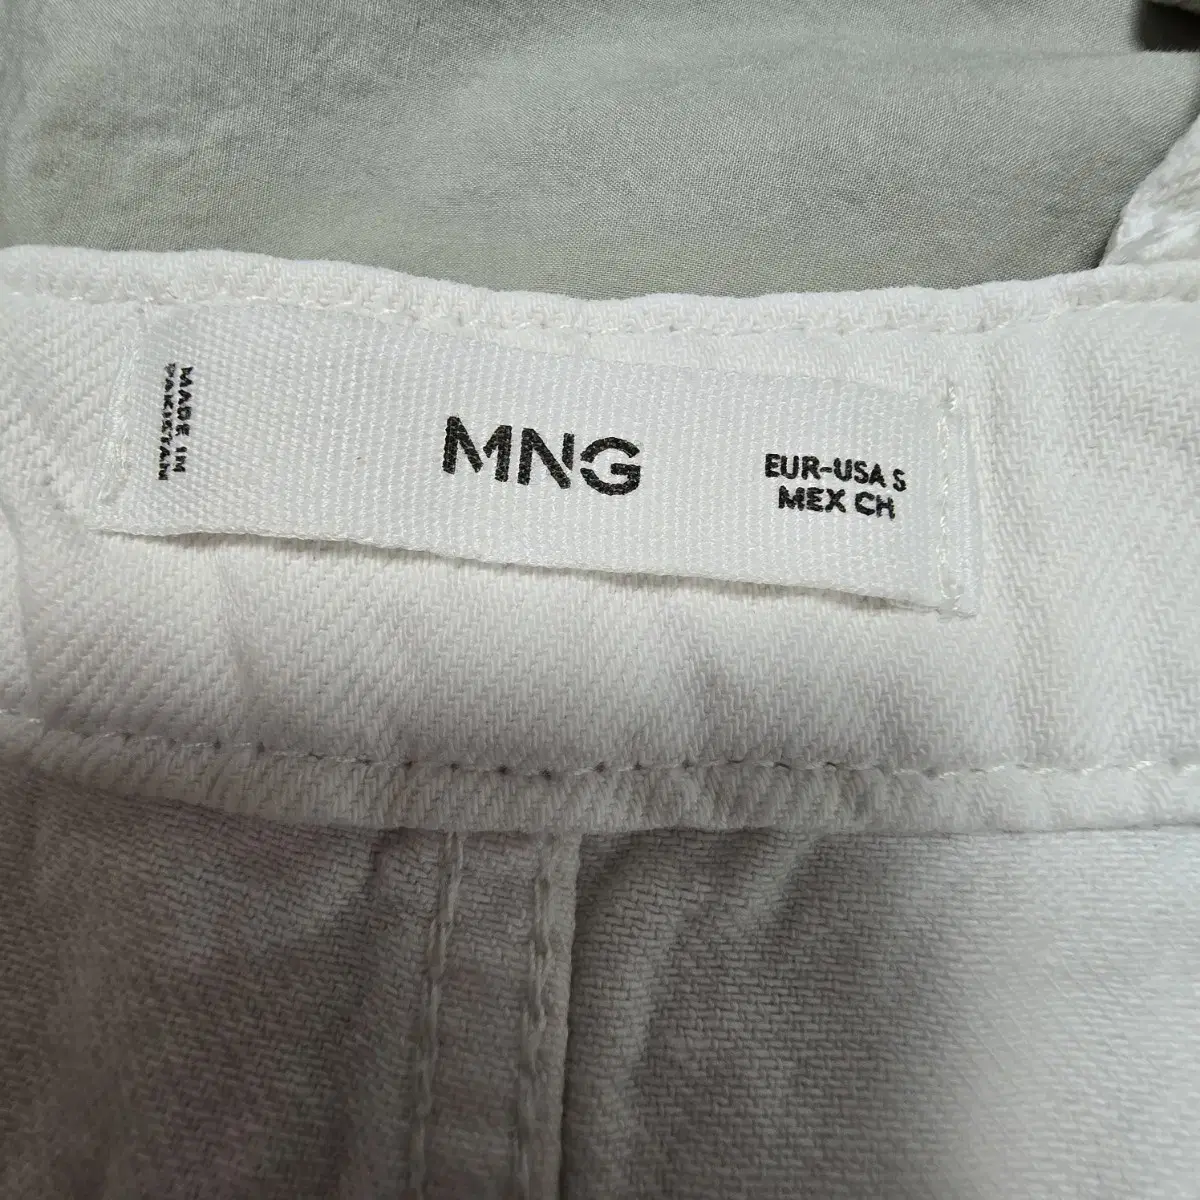 MADE IN
PAKISTAN
MNG
EUR-USA S
MEX CH